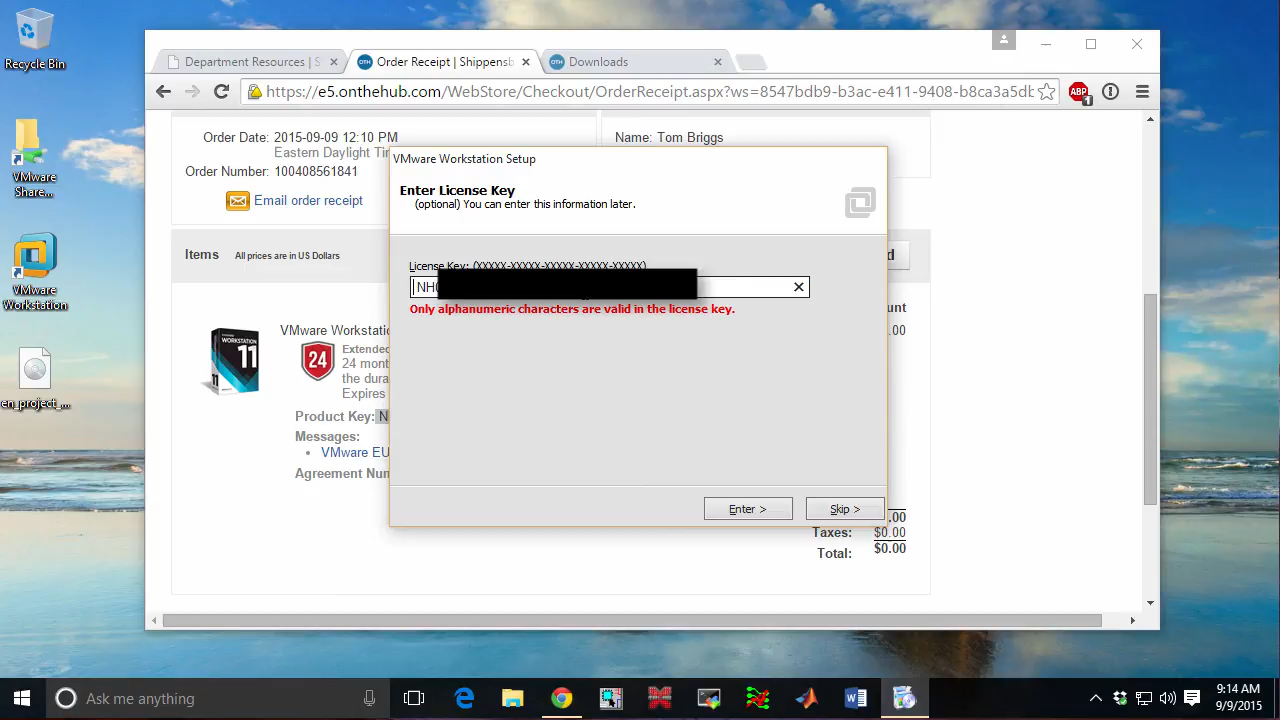 Recycle Bin
VMware
Share...
VMware
Workstation
en_project_...
Department Resources | S
OTH
Order Receipt | Shippensb
OTH
Downloads
https://e5.onthehub.com/WebStore/Checkout/OrderReceipt.aspx?ws=8547bdb9-b3ac-e411-9408-b8ca3a5db
ABP
1
Order Date: 2015-09-09 12:10 PM
Eastern Daylight Tir
Order Number: 100408561841
Email order receipt
Name: Tom Briggs
Items
All prices are in US Dollars
d
unt
.00
WORKSTATION
11
11
VMware Workstatio
24
Extended
24 mont
the dura
Expires
Product Key: N
Messages:
• VMware EU
Agreement Nun
.00
Taxes: $0.00
Total: $0.00
VMware Workstation Setup
Enter License Key
(optional) You can enter this information later.
License Key: (XXXXX-XXXXX-XXXXX-XXXXX-XXXXX)
NH
Only alphanumeric characters are valid in the license key.
Enter >
Skip >
Ask me anything
9:14 AM
9/9/2015